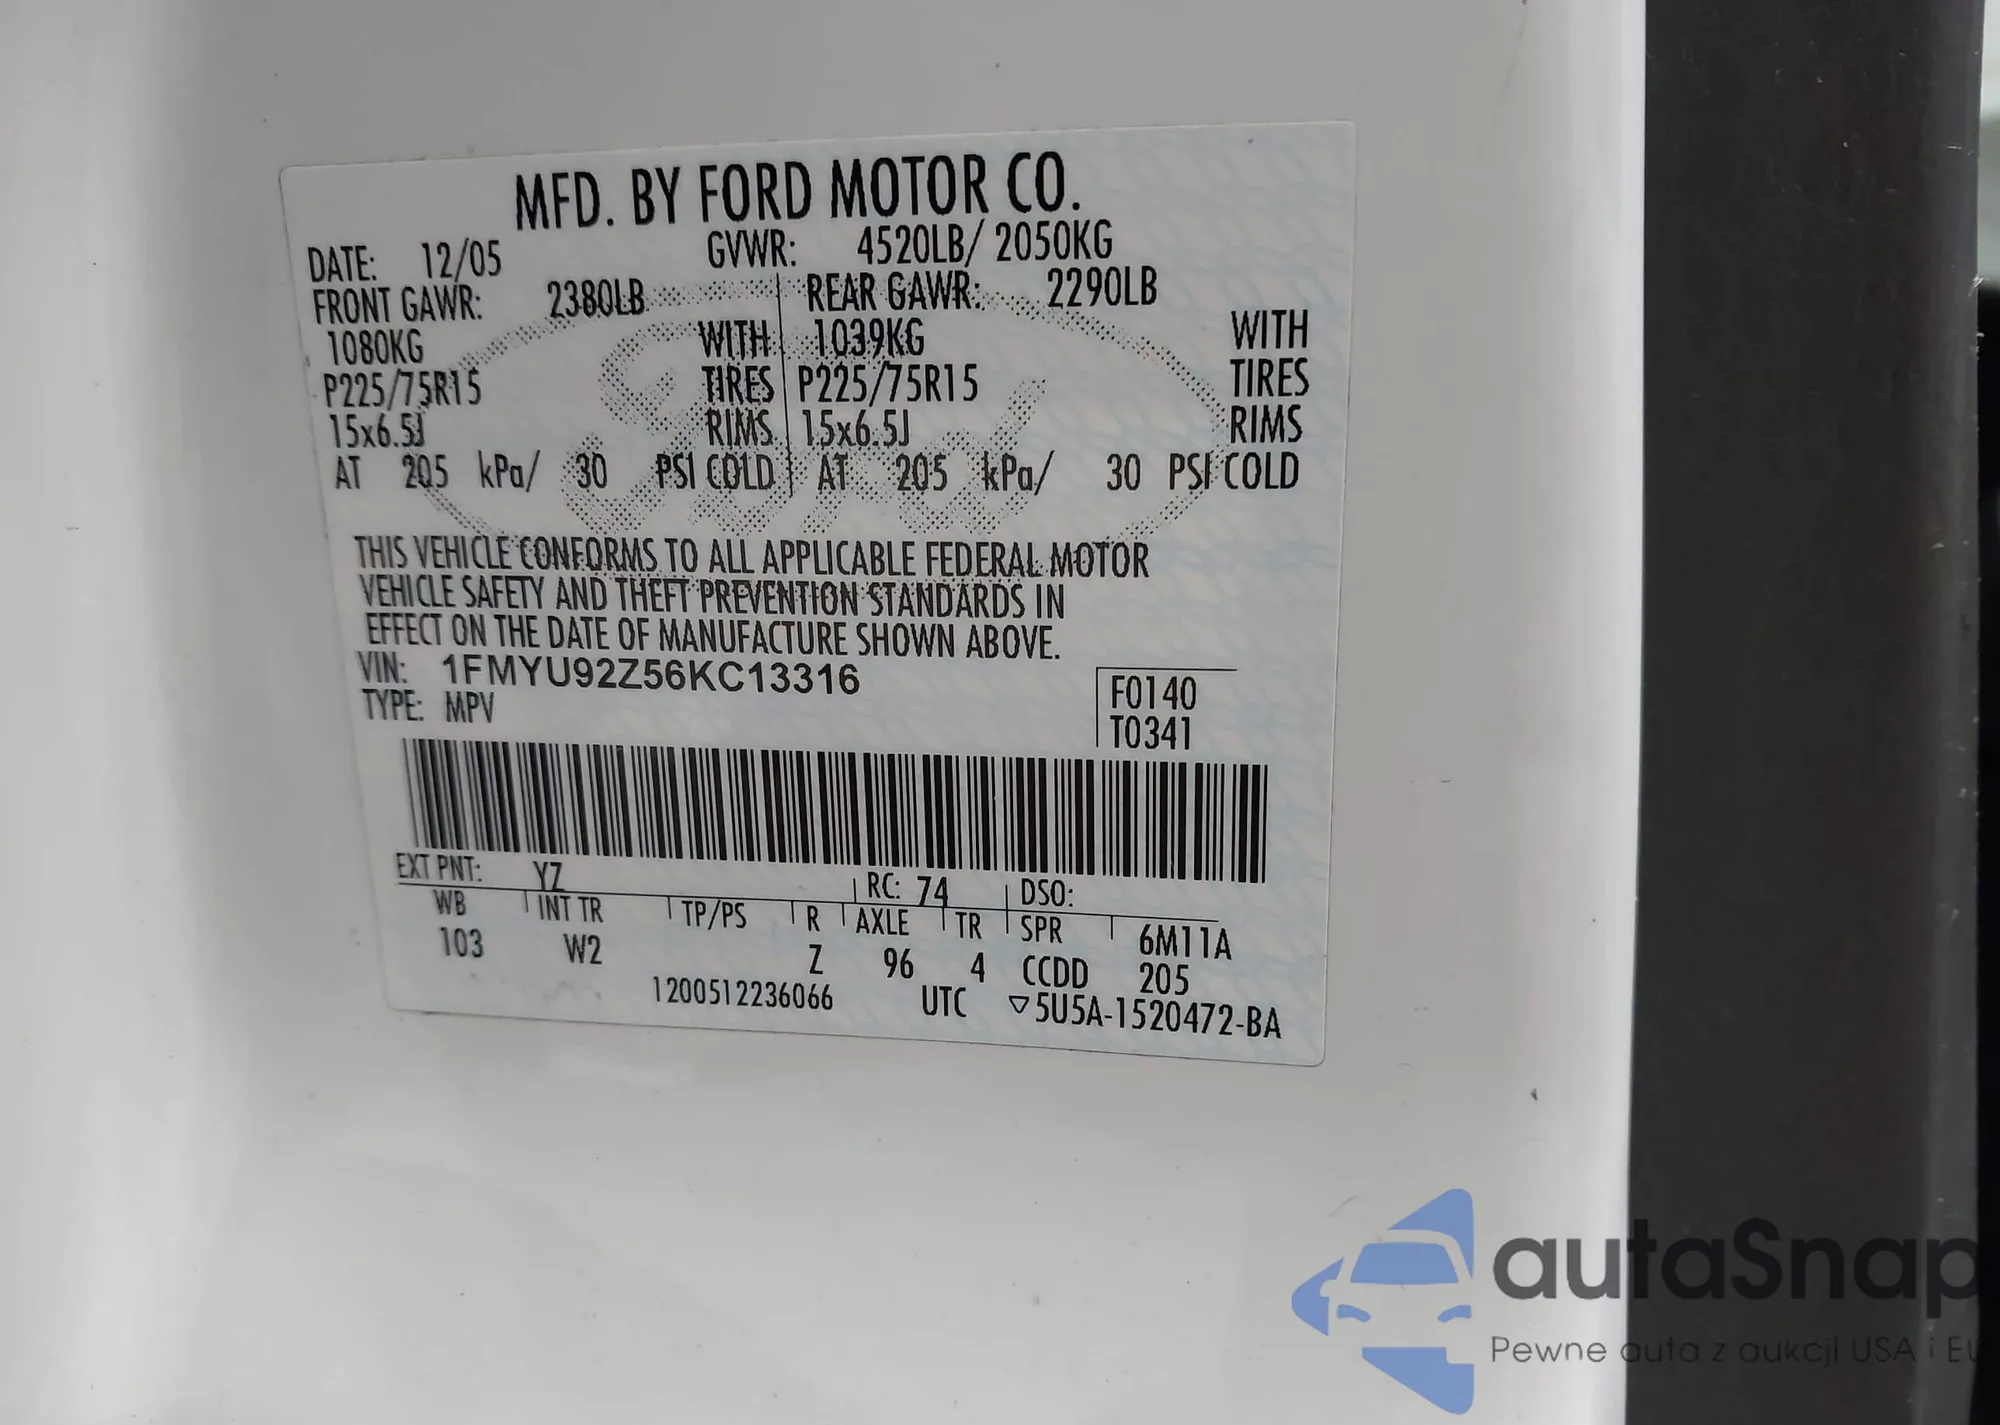 MFD. BY FORD MOTOR CO.
DATE: 12/05 GVWR: 4520LB/ 2050KG
FRONT GAWR: 2380LB REAR GAWR: 2290LB
1080KG WITH 1039KG WITH
P225/75R15 TIRES P225/75R15 TIRES
15x6.5J RIMS 15x6.5J RIMS
AT 205 kPa/ 30 PSI COLD AT 205 kPa/ 30 PSI COLD
THIS VEHICLE CONFORMS TO ALL APPLICABLE FEDERAL MOTOR
VEHICLE SAFETY AND THEFT PREVENTION STANDARDS IN
EFFECT ON THE DATE OF MANUFACTURE SHOWN ABOVE.
VIN: 1FMYU92Z56KC13316
TYPE: MPV
F0140
T0341
EXT PNT: YZ RC: 74 DSO:
WB INT TR TP/PS R AXLE TR SPR 6M11A
103 W2 Z 96 4 CCDD 205
1200512236066 UTC ▽5U5A-1520472-BA
Ford
autaSnap
Pewne auta z aukcji USA i EU